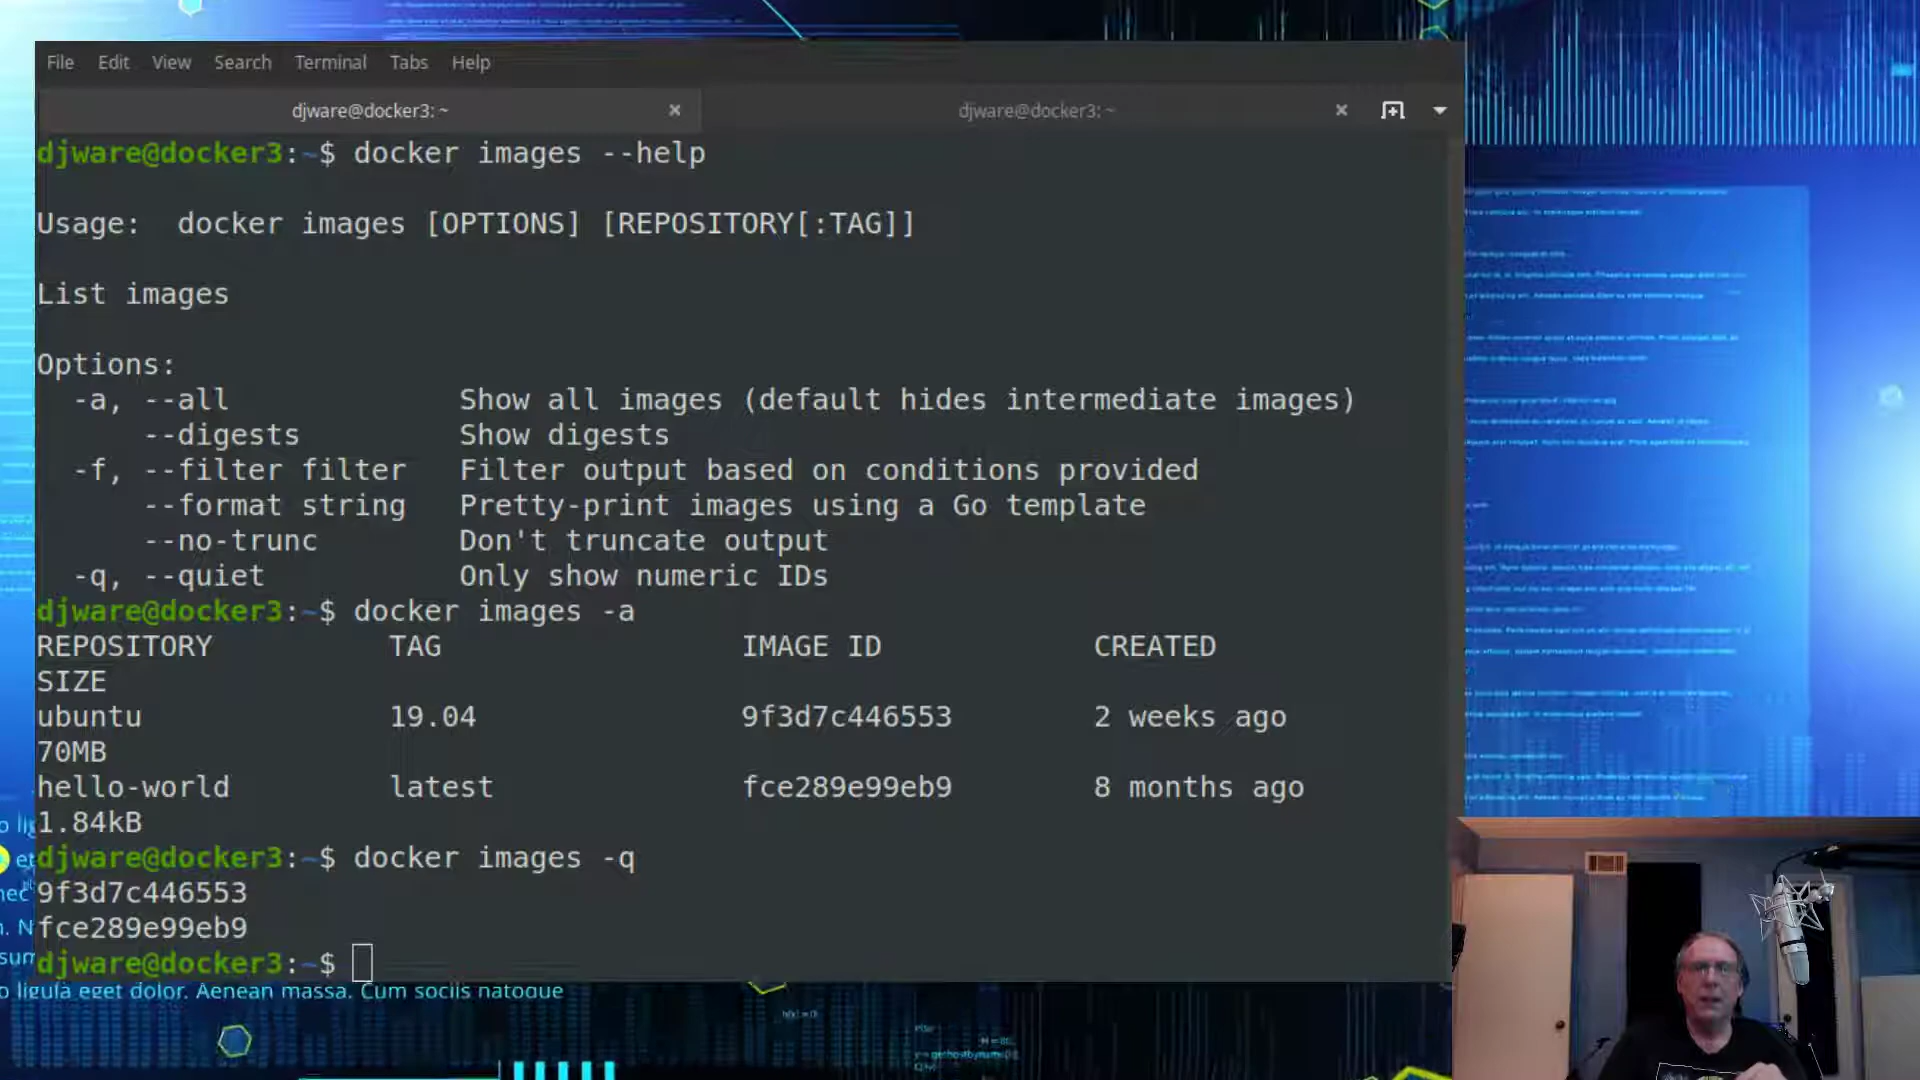 File Edit View Search Terminal Tabs Help
djware@docker3: ~ × djware@docker3: ~ ×
djware@docker3:~$ docker images --help
Usage:  docker images [OPTIONS] [REPOSITORY[:TAG]]
List images
Options:
  -a, --all             Show all images (default hides intermediate images)
      --digests         Show digests
  -f, --filter filter   Filter output based on conditions provided
      --format string   Pretty-print images using a Go template
      --no-trunc        Don't truncate output
  -q, --quiet           Only show numeric IDs
djware@docker3:~$ docker images -a
REPOSITORY          TAG                 IMAGE ID            CREATED
SIZE
ubuntu              19.04               9f3d7c446553        2 weeks ago
70MB
hello-world         latest              fce289e99eb9        8 months ago
1.84kB
djware@docker3:~$ docker images -q
9f3d7c446553
fce289e99eb9
djware@docker3:~$
ligula eget dolor. Aenean massa. Cum sociis natoque